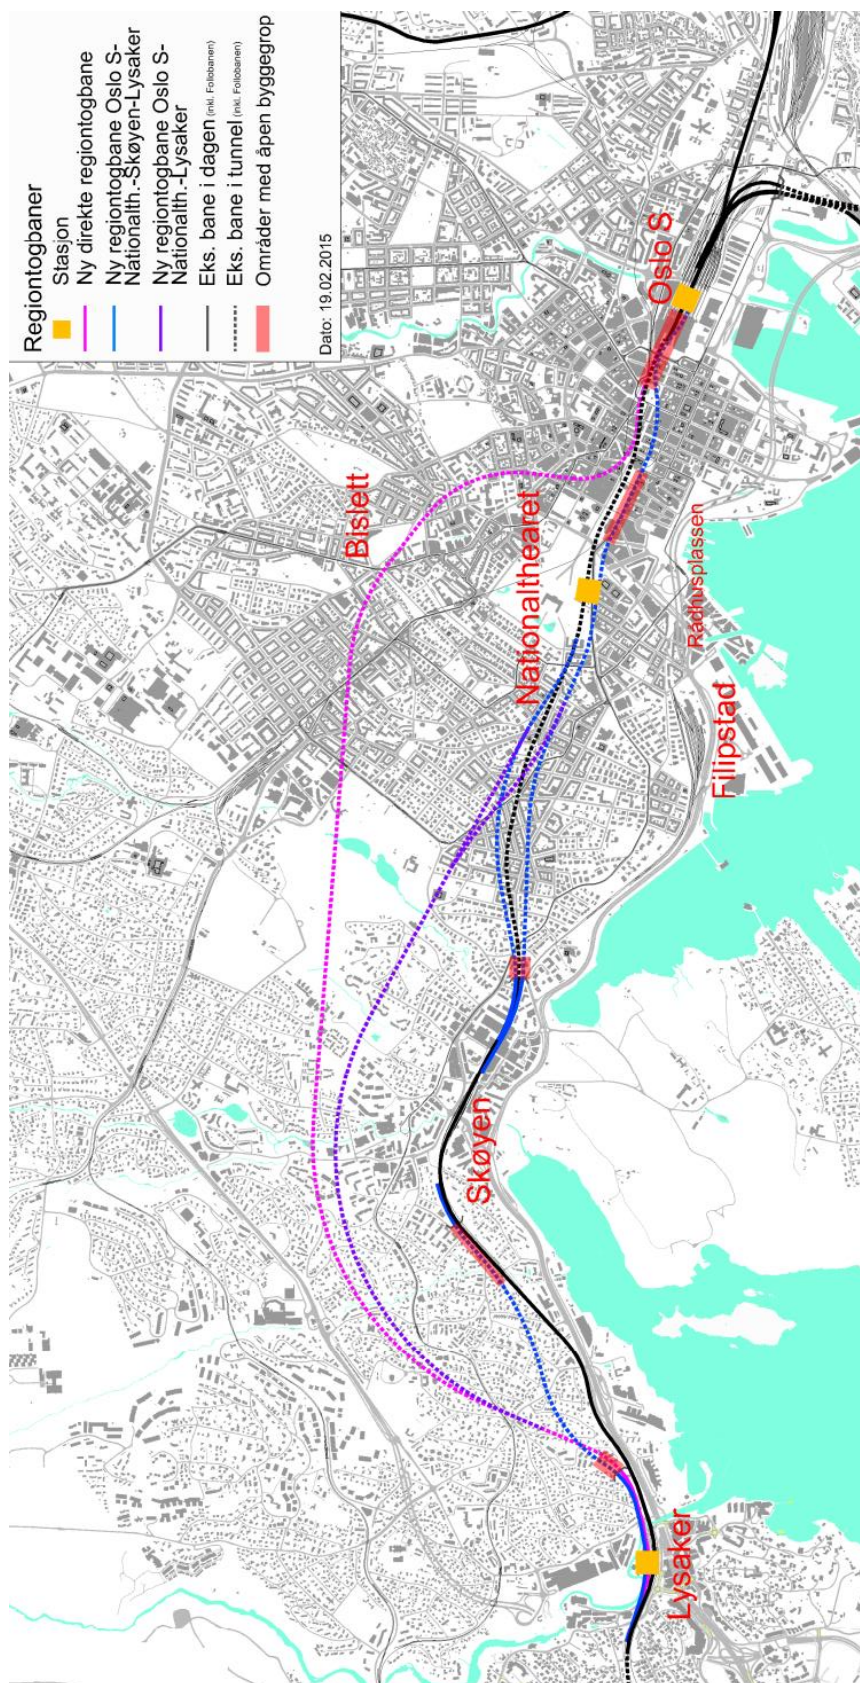 Regiontogbaner
Stasjon
Ny direkte regiontogbane
Ny regiontogbane Oslo S-
Nationalth.-Skøyen-Lysaker
Ny regiontogbane Oslo S-
Nationalth.-Lysaker
Eks. bane i dagen (inkl. Follobanen)
Eks. bane i tunnel (inkl. Follobanen)
Områder med åpen byggegrop
Dato: 19.02.2015
Bislett
Oslo S
Nationalthearet
Rådhusplassen
Filipstad
Skøyen
Lysaker